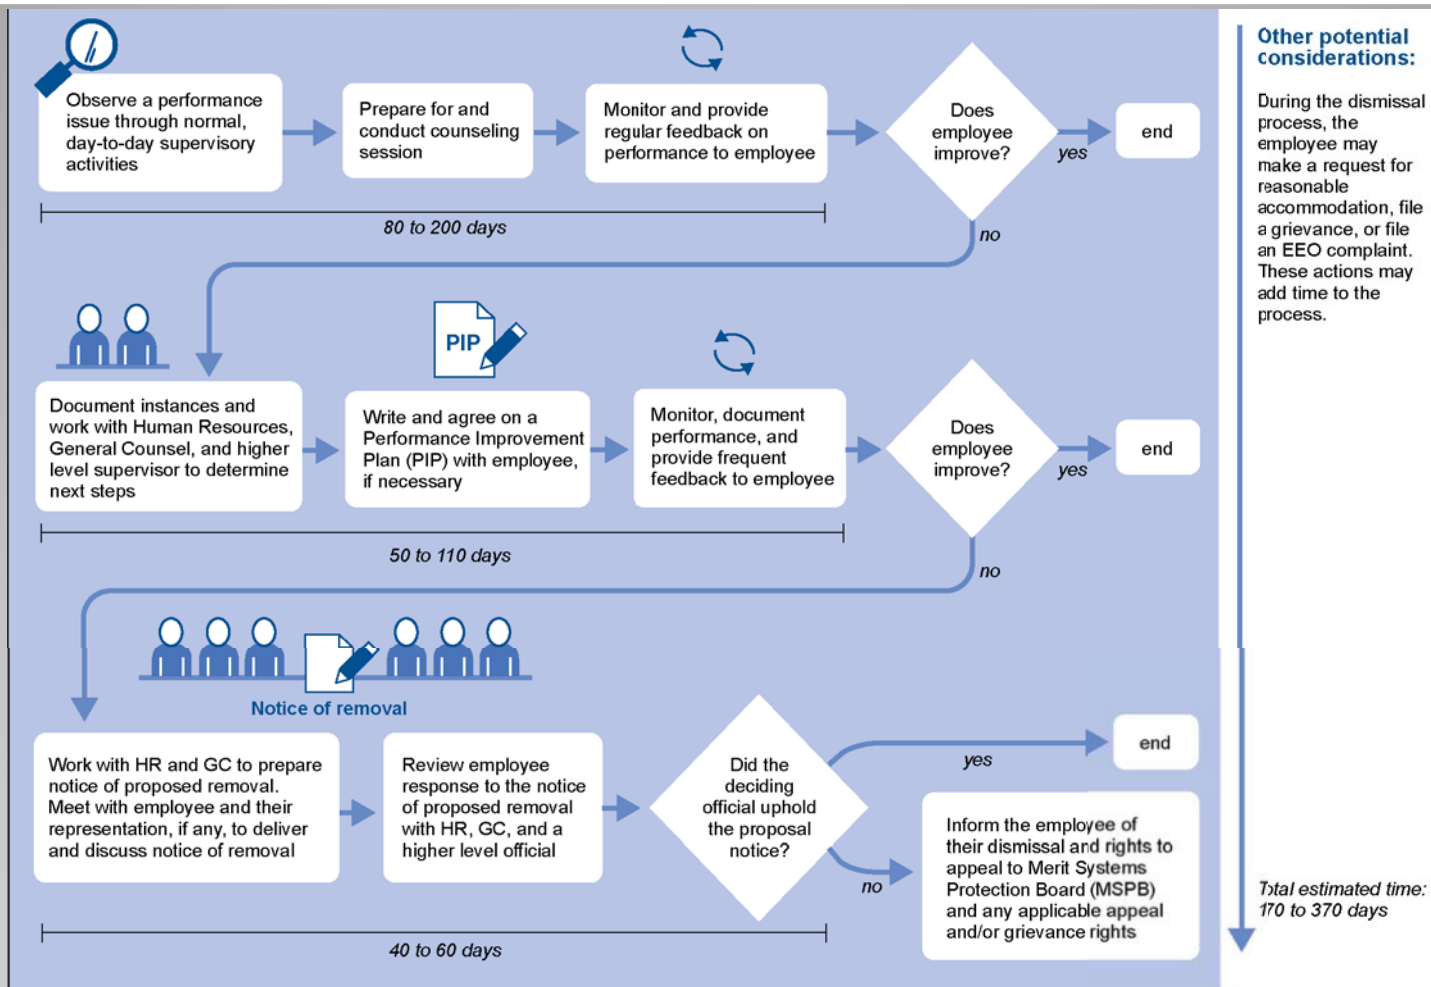 Observe a performance
issue through normal,
day-to-day supervisory
activities
Prepare for and
conduct counseling
session
Monitor and provide
regular feedback on
performance to employee
Does
employee
improve?
yes
end
80 to 200 days
no
PIP
Document instances and
work with Human Resources,
General Counsel, and higher
level supervisor to determine
next steps
Write and agree on a
Performance Improvement
Plan (PIP) with employee,
if necessary
Monitor, document
performance, and
provide frequent
feedback to employee
Does
employee
improve?
yes
end
50 to 110 days
no
Notice of removal
Work with HR and GC to prepare
notice of proposed removal.
Meet with employee and their
representation, if any, to deliver
and discuss notice of removal
Review employee
response to the notice
of proposed removal
with HR, GC, and a
higher level official
Did the
deciding
official uphold
the proposal
notice?
yes
end
no
Inform the employee of
their dismissal and rights to
appeal to Merit Systems
Protection Board (MSPB)
and any applicable appeal
and/or grievance rights
40 to 60 days
Other potential
considerations:
During the dismissal
process, the
employee may
make a request for
reasonable
accommodation, file
a grievance, or file
an EEO complaint.
These actions may
add time to the
process.
Total estimated time:
170 to 370 days